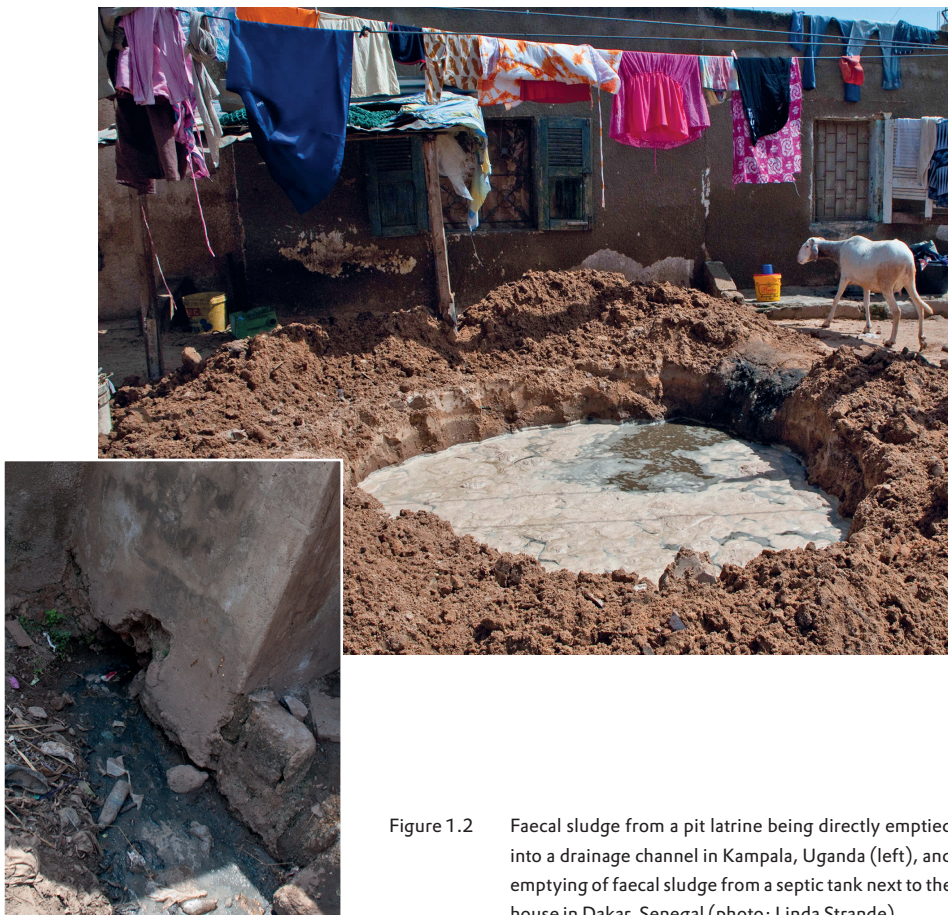 Figure 1.2 Faecal sludge from a pit latrine being directly emptied
into a drainage channel in Kampala, Uganda (left), and
emptying of faecal sludge from a septic tank next to the
house in Dakar, Senegal (photo: Linda Strande).